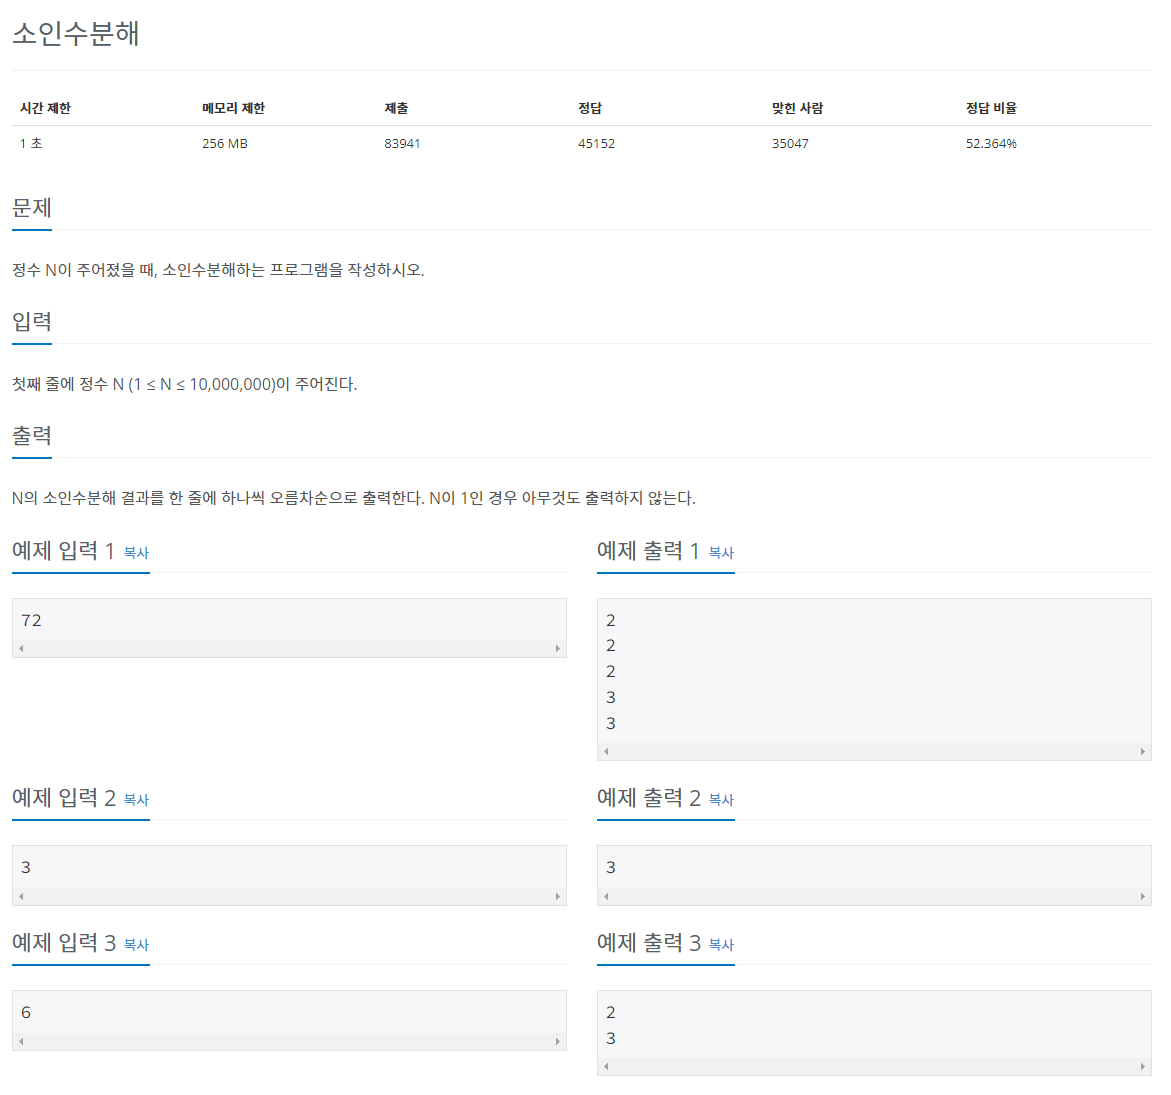 소인수분해
시간 제한 메모리 제한 제출 정답 맞힌 사람 정답 비율
1 초 256 MB 83941 45152 35047 52.364%
문제
정수 N이 주어졌을 때, 소인수분해하는 프로그램을 작성하시오.
입력
첫째 줄에 정수 N (1 ≤ N ≤ 10,000,000)이 주어진다.
출력
N의 소인수분해 결과를 한 줄에 하나씩 오름차순으로 출력한다. N이 1인 경우 아무것도 출력하지 않는다.
예제 입력 1 복사
72
예제 출력 1 복사
2
2
2
3
3
예제 입력 2 복사
3
예제 출력 2 복사
3
예제 입력 3 복사
6
예제 출력 3 복사
2
3